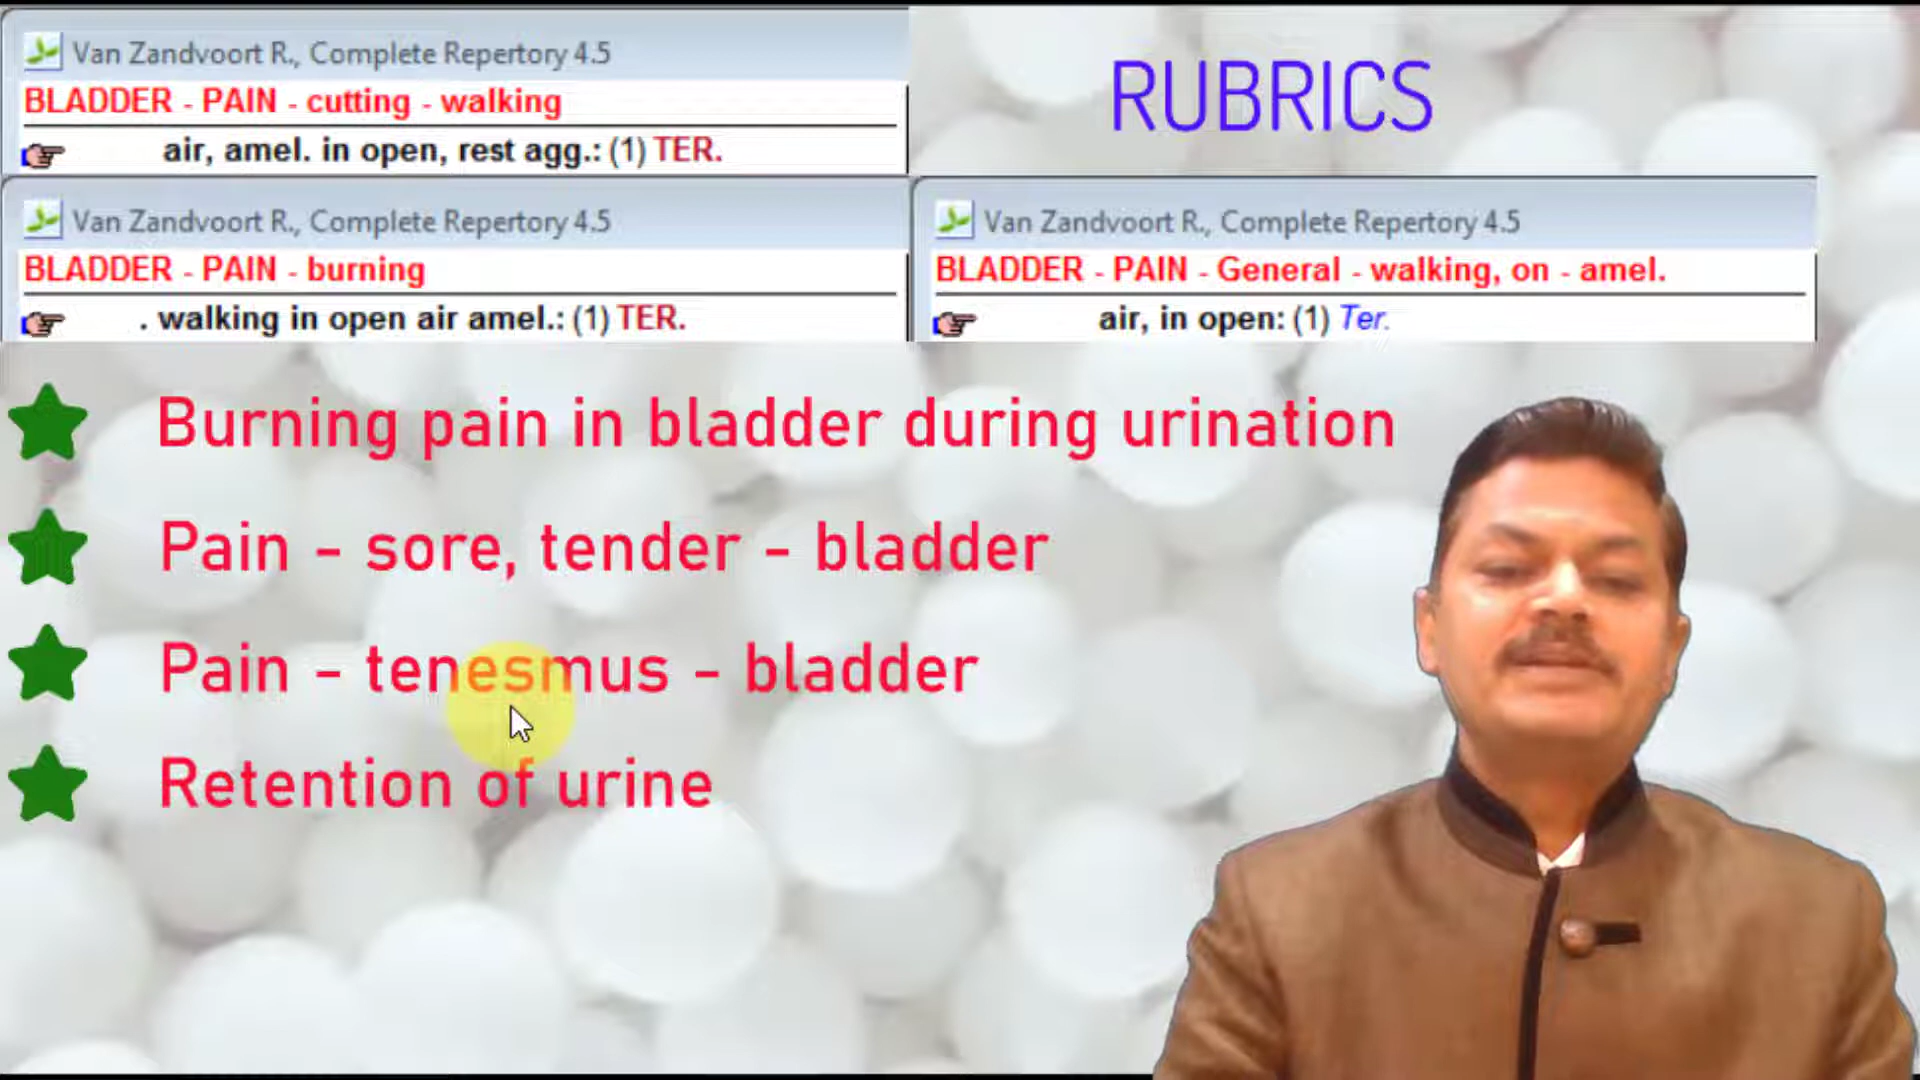 Van Zandvoort R., Complete Repertory 4.5
BLADDER - PAIN - cutting - walking
air, amel. in open, rest agg.: (1) TER.
RUBRICS
Van Zandvoort R., Complete Repertory 4.5
BLADDER - PAIN - burning
. walking in open air amel.: (1) TER.
Van Zandvoort R., Complete Repertory 4.5
BLADDER - PAIN - General - walking, on - amel.
air, in open: (1) Ter.
Burning pain in bladder during urination
Pain - sore, tender - bladder
Pain - tenesmus - bladder
Retention of urine